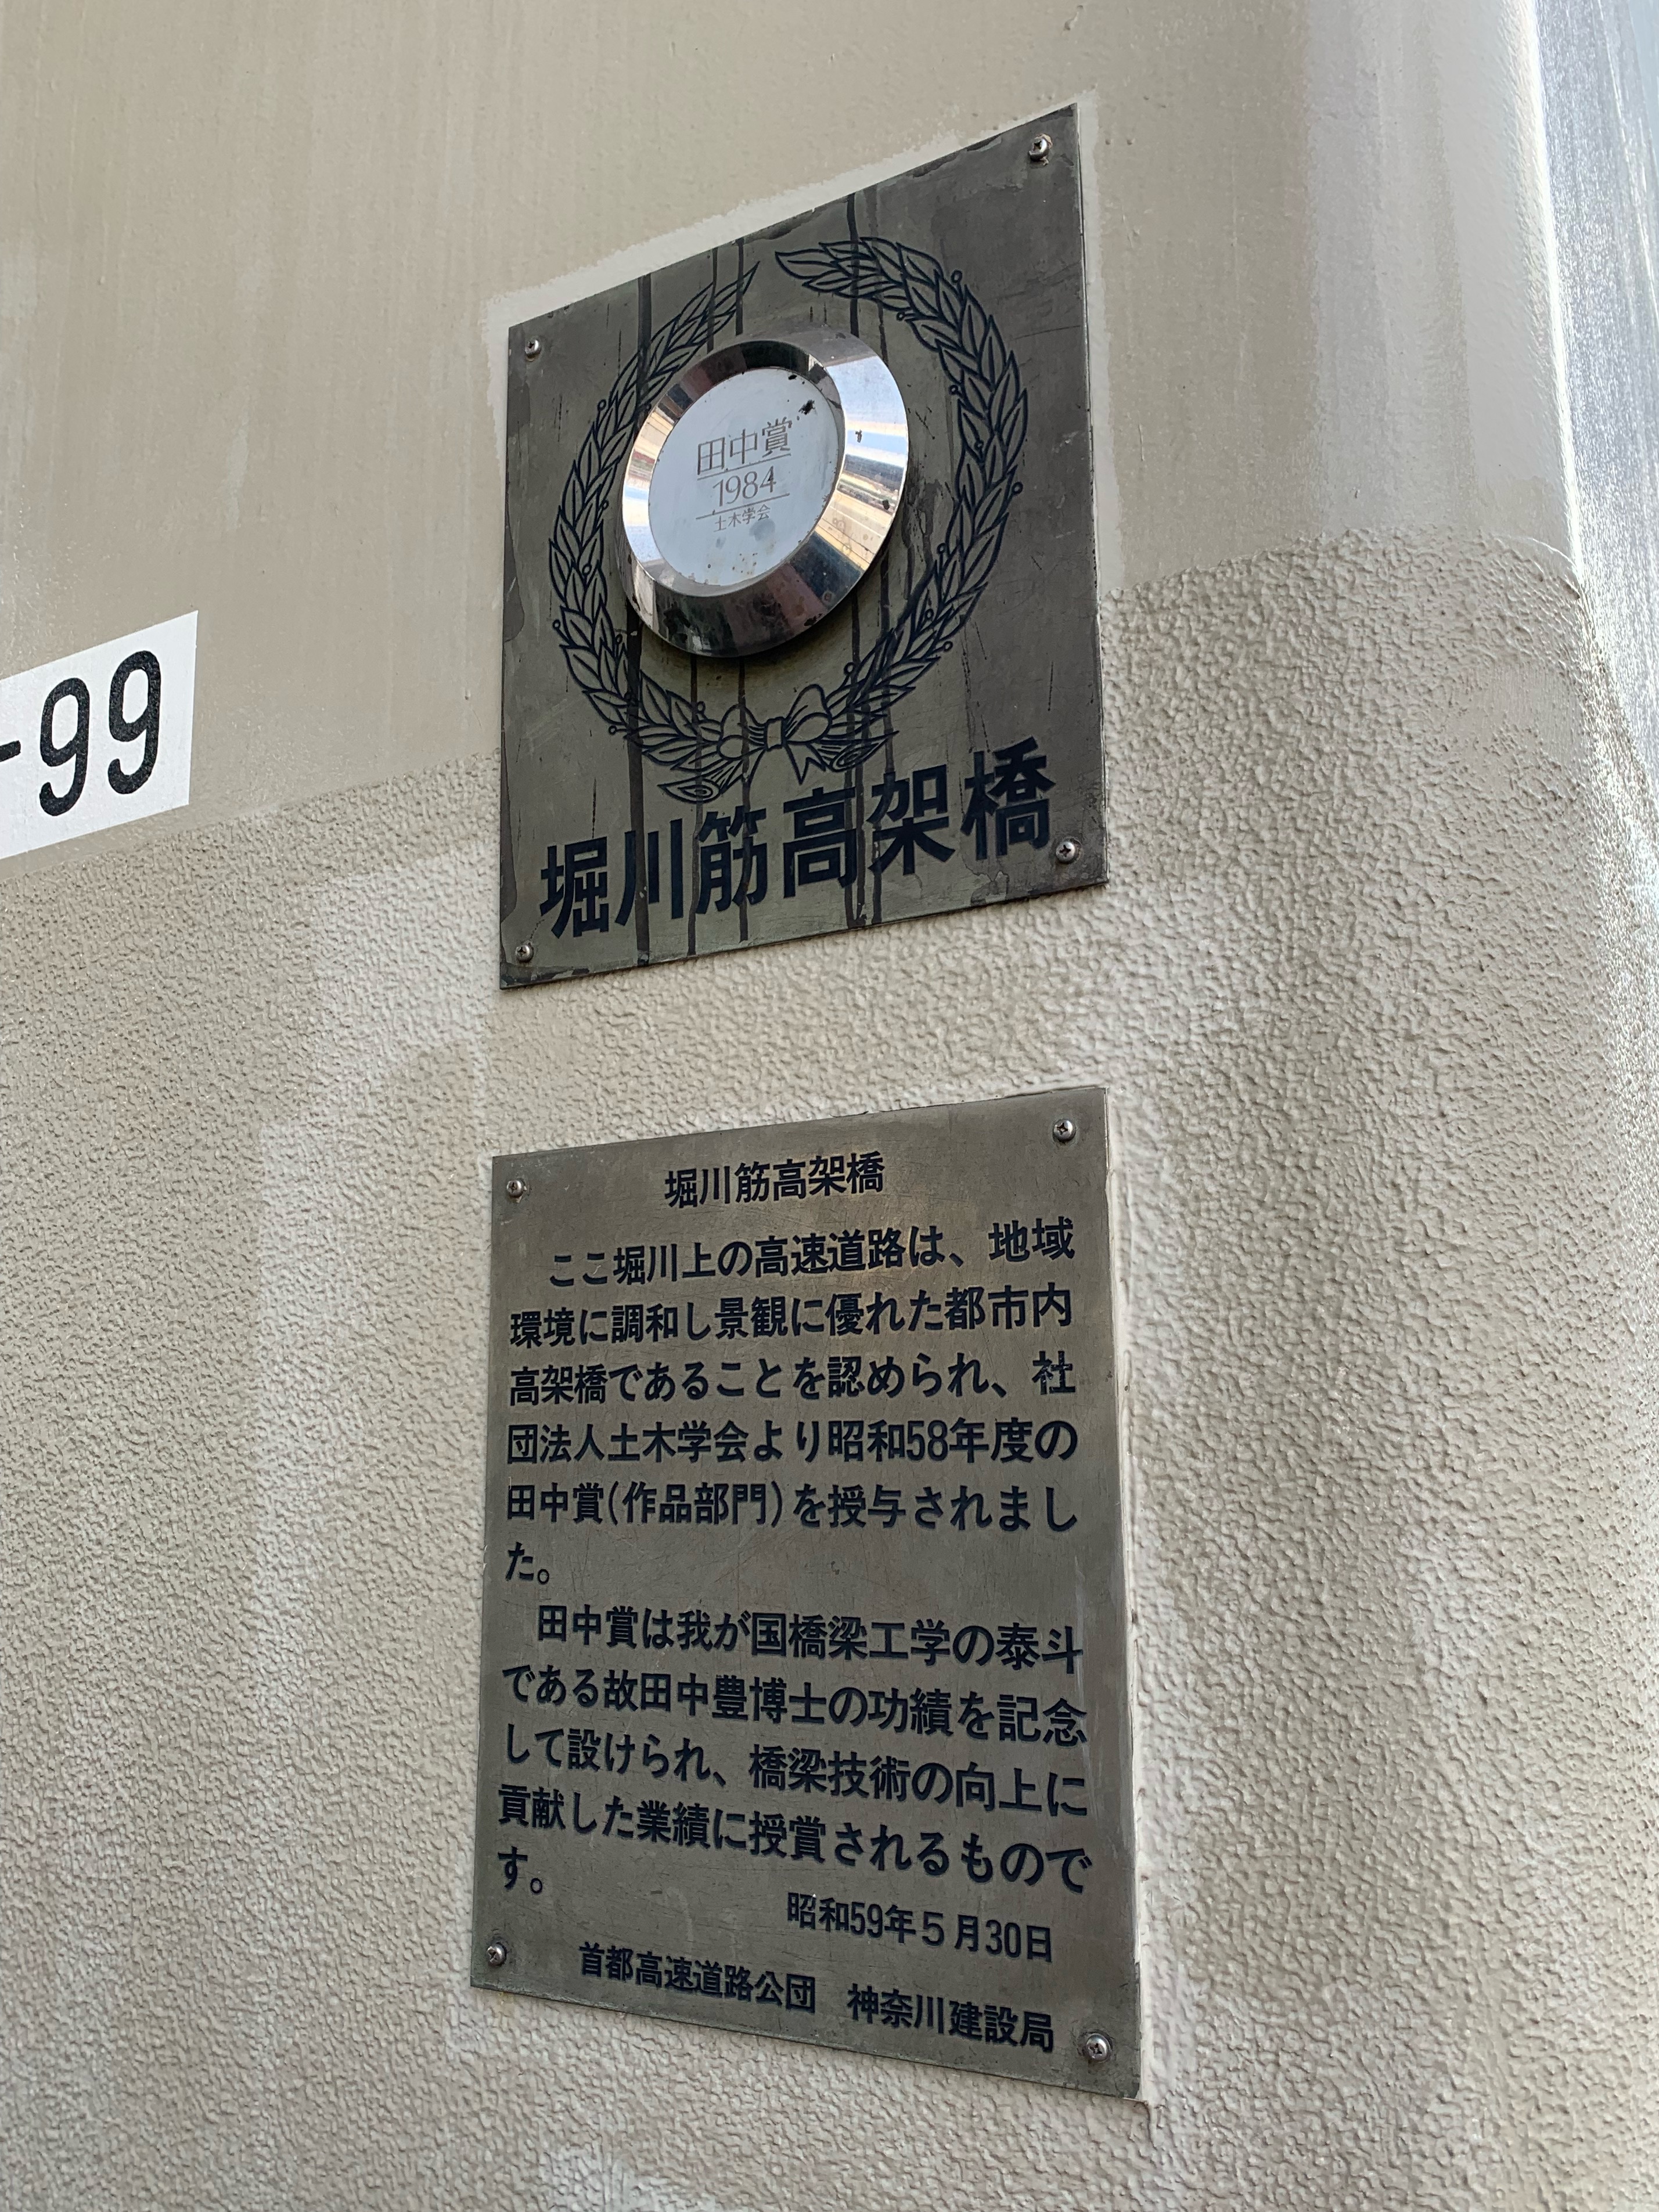 田中賞
1984
土木学会
堀川筋高架橋
-99
堀川筋高架橋
ここ堀川上の高速道路は、地域
環境に調和し景観に優れた都市内
高架橋であることを認められ、社
団法人土木学会より昭和58年度の
田中賞(作品部門)を授与されまし
た。
田中賞は我が国橋梁工学の泰斗
である故田中豊博士の功績を記念
して設けられ、橋梁技術の向上に
貢献した業績に授賞されるもので
す。
昭和59年5月30日
首都高速道路公団 神奈川建設局